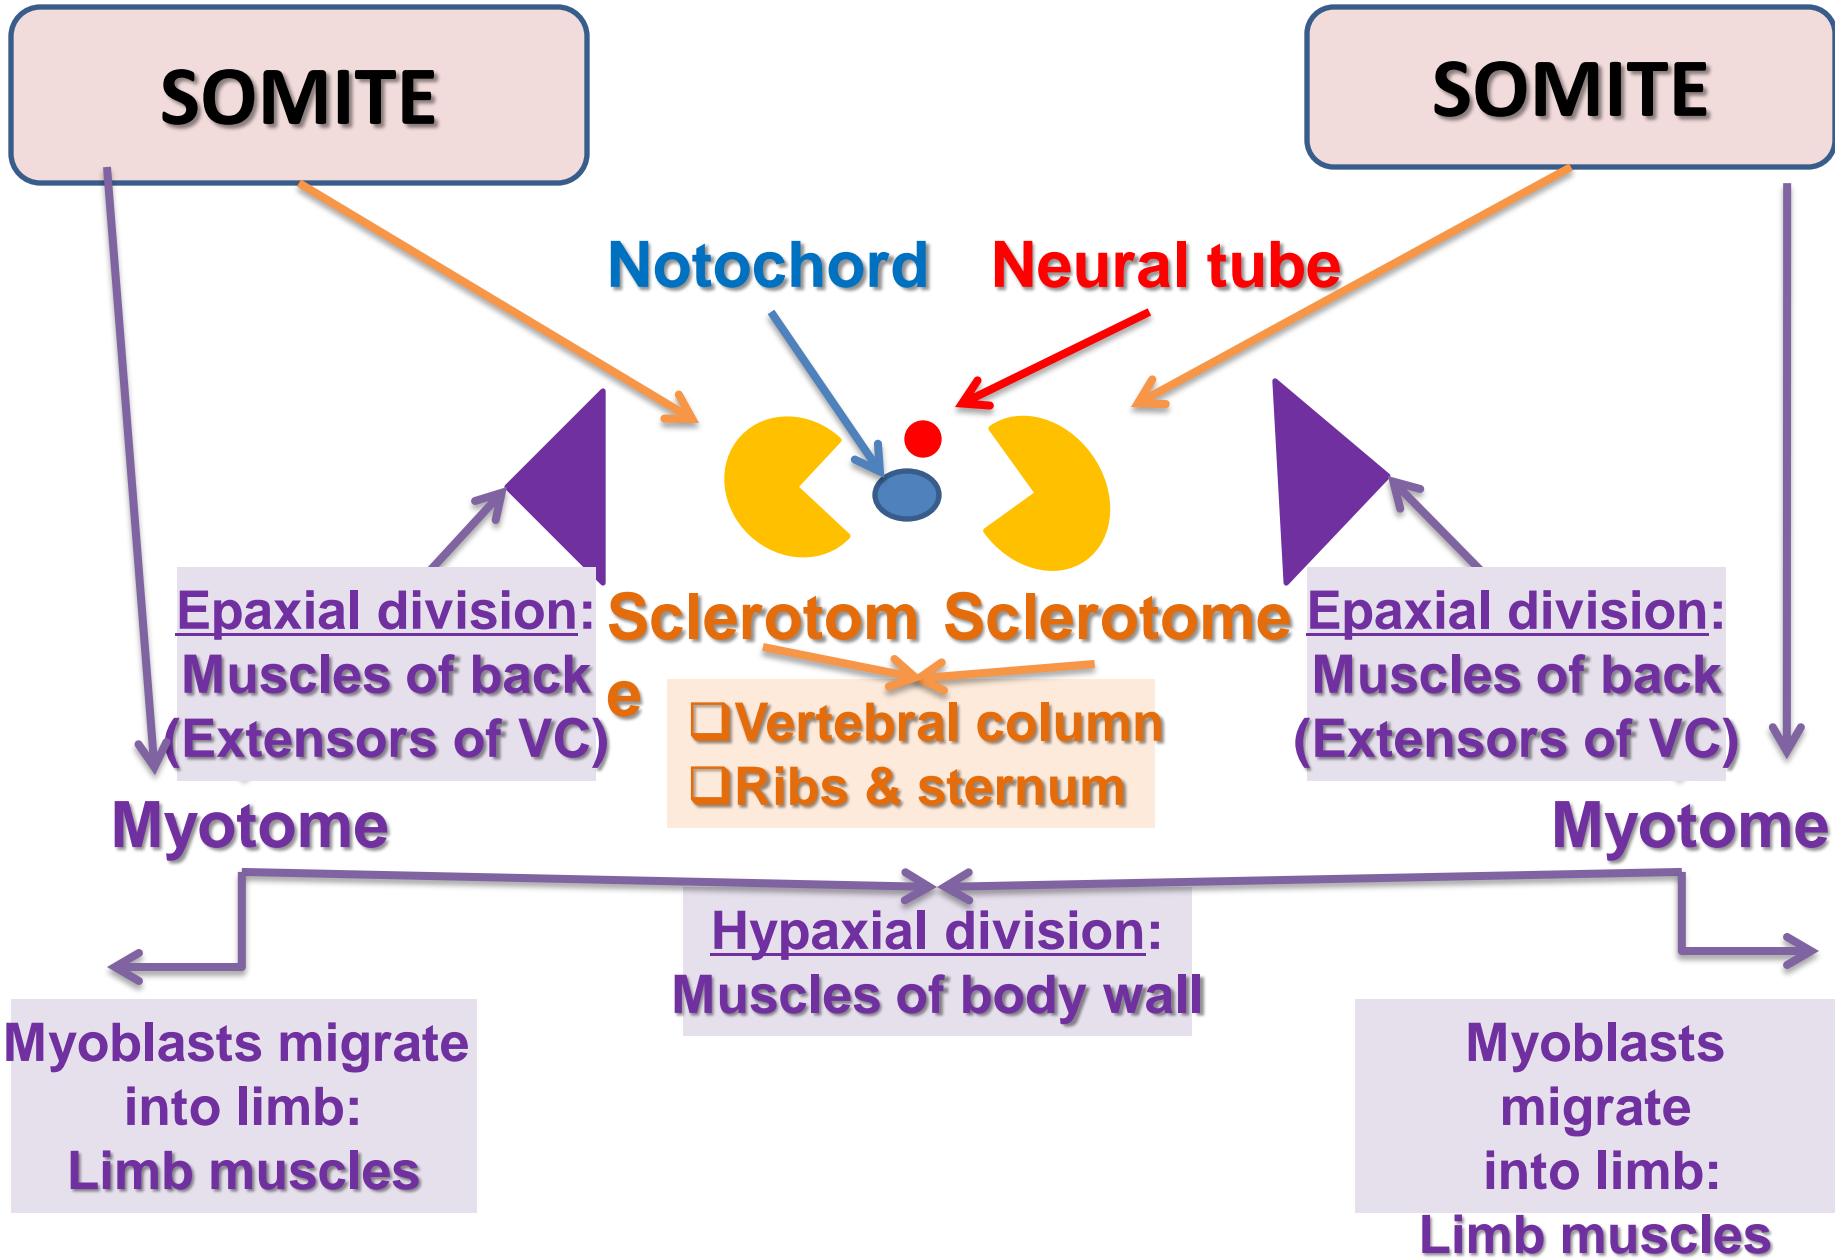 SOMITE
SOMITE
Notochord
Neural tube
Epaxial division:
Muscles of back
(Extensors of VC)
Sclerotom
e
Sclerotome
Epaxial division:
Muscles of back
(Extensors of VC)
❑Vertebral column
❑Ribs & sternum
Myotome
Myotome
Hypaxial division:
Muscles of body wall
Myoblasts migrate
into limb:
Limb muscles
Myoblasts
migrate
into limb:
Limb muscles